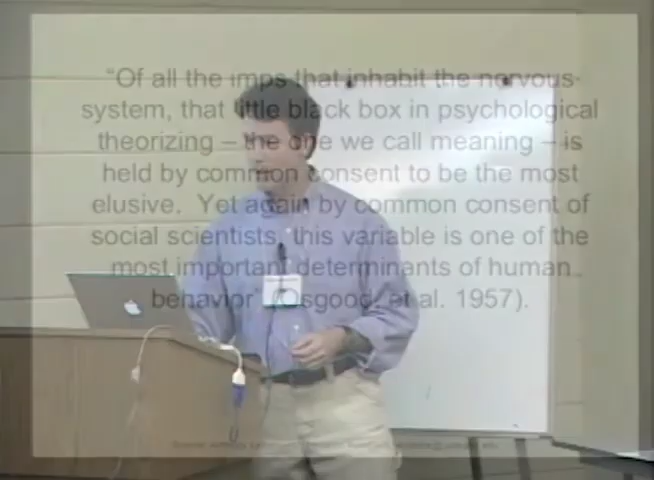 “Of all the imps that inhabit the nervous-
system, that little black box in psychological
theorizing – the one we call meaning – is
held by common consent to be the most
elusive. Yet again by common consent of
social scientists, this variable is one of the
most important determinants of human
behavior” (Osgood et al. 1957).